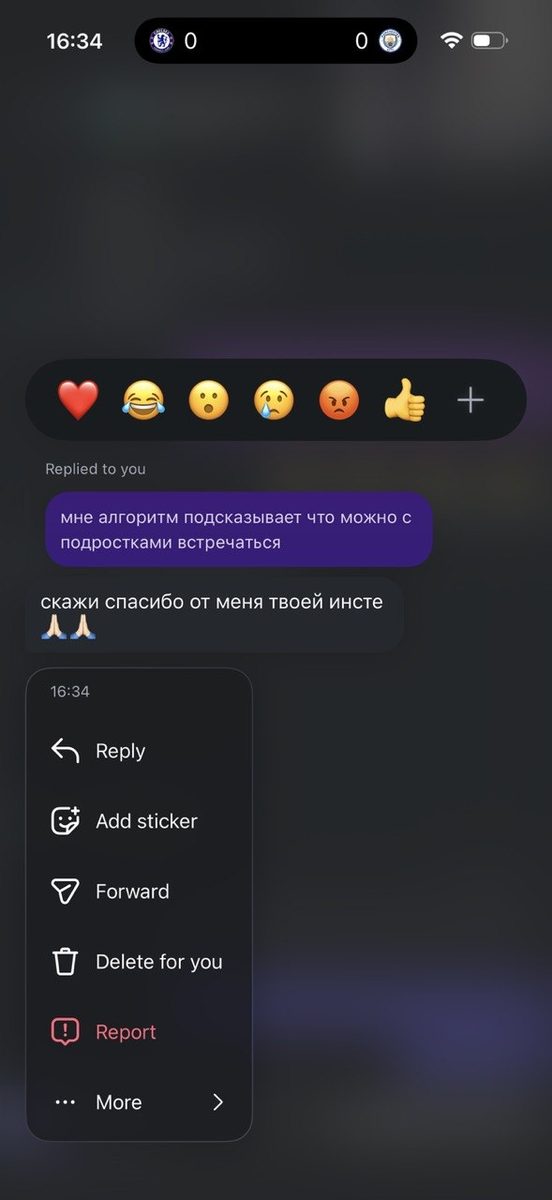 16:34
0
0
Replied to you
мне алгоритм подсказывает что можно с
подростками встречаться
скажи спасибо от меня твоей инсте
🙏🏻🙏🏻
16:34
Reply
Add sticker
Forward
Delete for you
Report
More